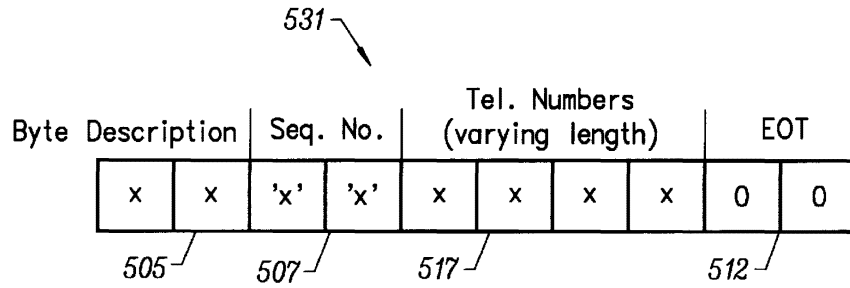 531
Tel. Numbers
Byte Description Seq. No. (varying length) EOT
x x 'x' 'x' x x x x 0 0
505 507 517 512